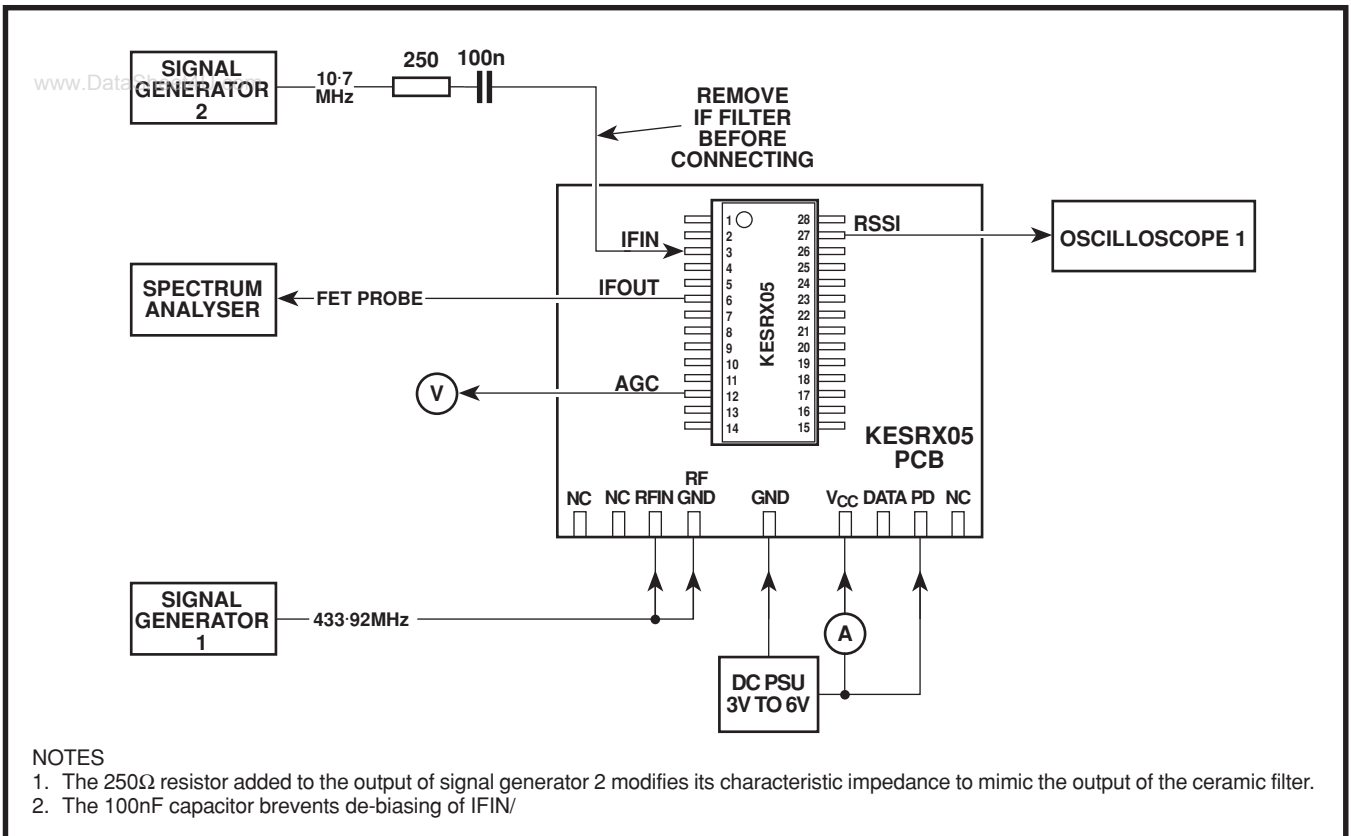 www.DataSheet4U.com
SIGNAL
GENERATOR
2
10·7
MHz
250
100n
REMOVE
IF FILTER
BEFORE
CONNECTING
IFIN
IFOUT
AGC
RSSI
OSCILLOSCOPE 1
SPECTRUM
ANALYSER
FET PROBE
V
KESRX05
1
2
3
4
5
6
7
8
9
10
11
12
13
14
28
27
26
25
24
23
22
21
20
19
18
17
16
15
KESRX05
PCB
NC
NC
RFIN
RF
GND
GND
VCC
DATA
PD
NC
SIGNAL
GENERATOR
1
433·92MHz
A
DC PSU
3V TO 6V
NOTES
1. The 250Ω resistor added to the output of signal generator 2 modifies its characteristic impedance to mimic the output of the ceramic filter.
2. The 100nF capacitor brevents de-biasing of IFIN/